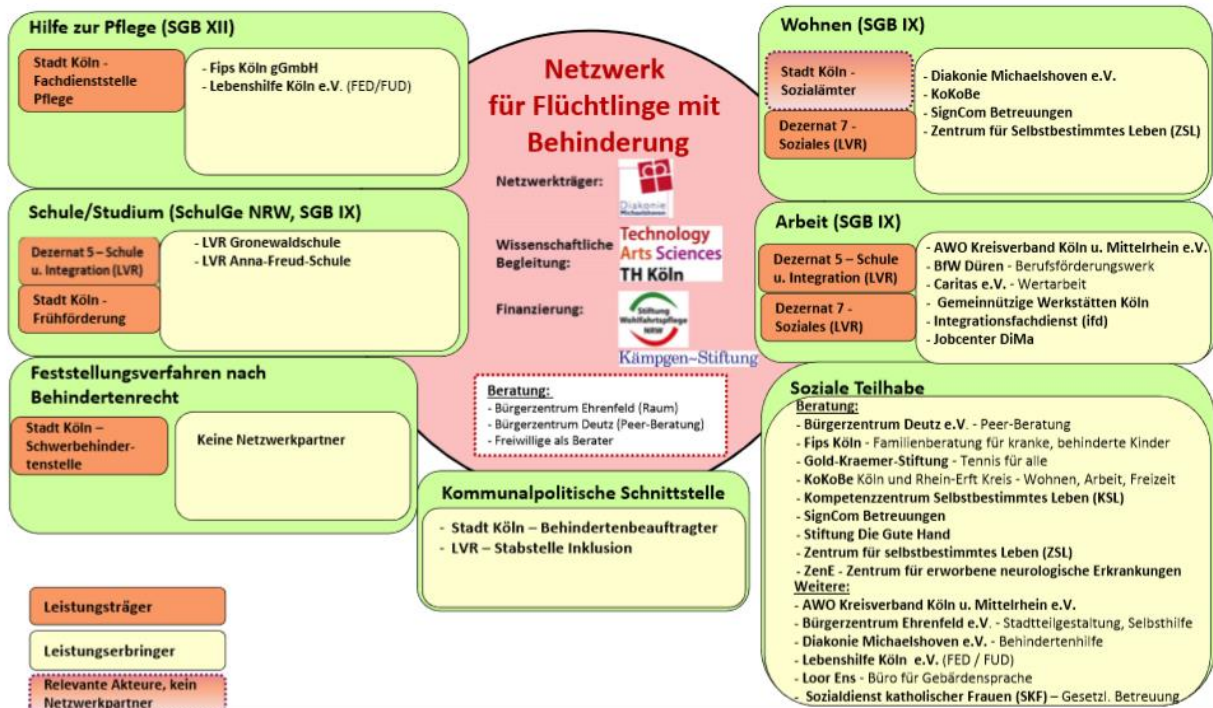 Hilfe zur Pflege (SGB XII)
Stadt Köln -
Fachdienststelle
Pflege
- Fips Köln gGmbH
- Lebenshilfe Köln e.V. (FED/FUD)
Schule/Studium (SchulGe NRW, SGB IX)
Dezernat 5 – Schule
u. Integration (LVR)
Stadt Köln -
Frühförderung
- LVR Gronewaldschule
- LVR Anna-Freud-Schule
Feststellungsverfahren nach
Behindertenrecht
Stadt Köln –
Schwerbehinder-
tenstelle
Keine Netzwerkpartner
Netzwerk
für Flüchtlinge mit
Behinderung
Netzwerkträger:
Diakonie
Michaelshoven
Wissenschaftliche
Begleitung:
Technology
Arts Sciences
TH Köln
Finanzierung:
Stiftung
Wohlfahrtspflege
NRW
Kämpgen-Stiftung
Beratung:
- Bürgerzentrum Ehrenfeld (Raum)
- Bürgerzentrum Deutz (Peer-Beratung)
- Freiwillige als Berater
Kommunalpolitische Schnittstelle
- Stadt Köln – Behindertenbeauftragter
- LVR – Stabstelle Inklusion
Wohnen (SGB IX)
Stadt Köln -
Sozialämter
Dezernat 7 -
Soziales (LVR)
- Diakonie Michaelshoven e.V.
- KoKoBe
- SignCom Betreuungen
- Zentrum für Selbstbestimmtes Leben (ZSL)
Arbeit (SGB IX)
Dezernat 5 – Schule
u. Integration (LVR)
Dezernat 7 -
Soziales (LVR)
- AWO Kreisverband Köln u. Mittelrhein e.V.
- BfW Düren - Berufsförderungswerk
- Caritas e.V. - Wertarbeit
- Gemeinnützige Werkstätten Köln
- Integrationsfachdienst (ifd)
- Jobcenter DiMa
Soziale Teilhabe
Beratung:
- Bürgerzentrum Deutz e.V. - Peer-Beratung
- Fips Köln - Familienberatung für kranke, behinderte Kinder
- Gold-Kraemer-Stiftung - Tennis für alle
- KoKoBe Köln und Rhein-Erft Kreis - Wohnen, Arbeit, Freizeit
- Kompetenzzentrum Selbstbestimmtes Leben (KSL)
- SignCom Betreuungen
- Stiftung Die Gute Hand
- Zentrum für selbstbestimmtes Leben (ZSL)
- ZenE - Zentrum für erworbene neurologische Erkrankungen
Weitere:
- AWO Kreisverband Köln u. Mittelrhein e.V.
- Bürgerzentrum Ehrenfeld e.V. - Stadtteilgestaltung, Selbsthilfe
- Diakonie Michaelshoven e.V. - Behindertenhilfe
- Lebenshilfe Köln e.V. (FED / FUD)
- Loor Ens - Büro für Gebärdensprache
- Sozialdienst katholischer Frauen (SKF) – Gesetzl. Betreuung
Leistungsträger
Leistungserbringer
Relevante Akteure, kein
Netzwerkpartner